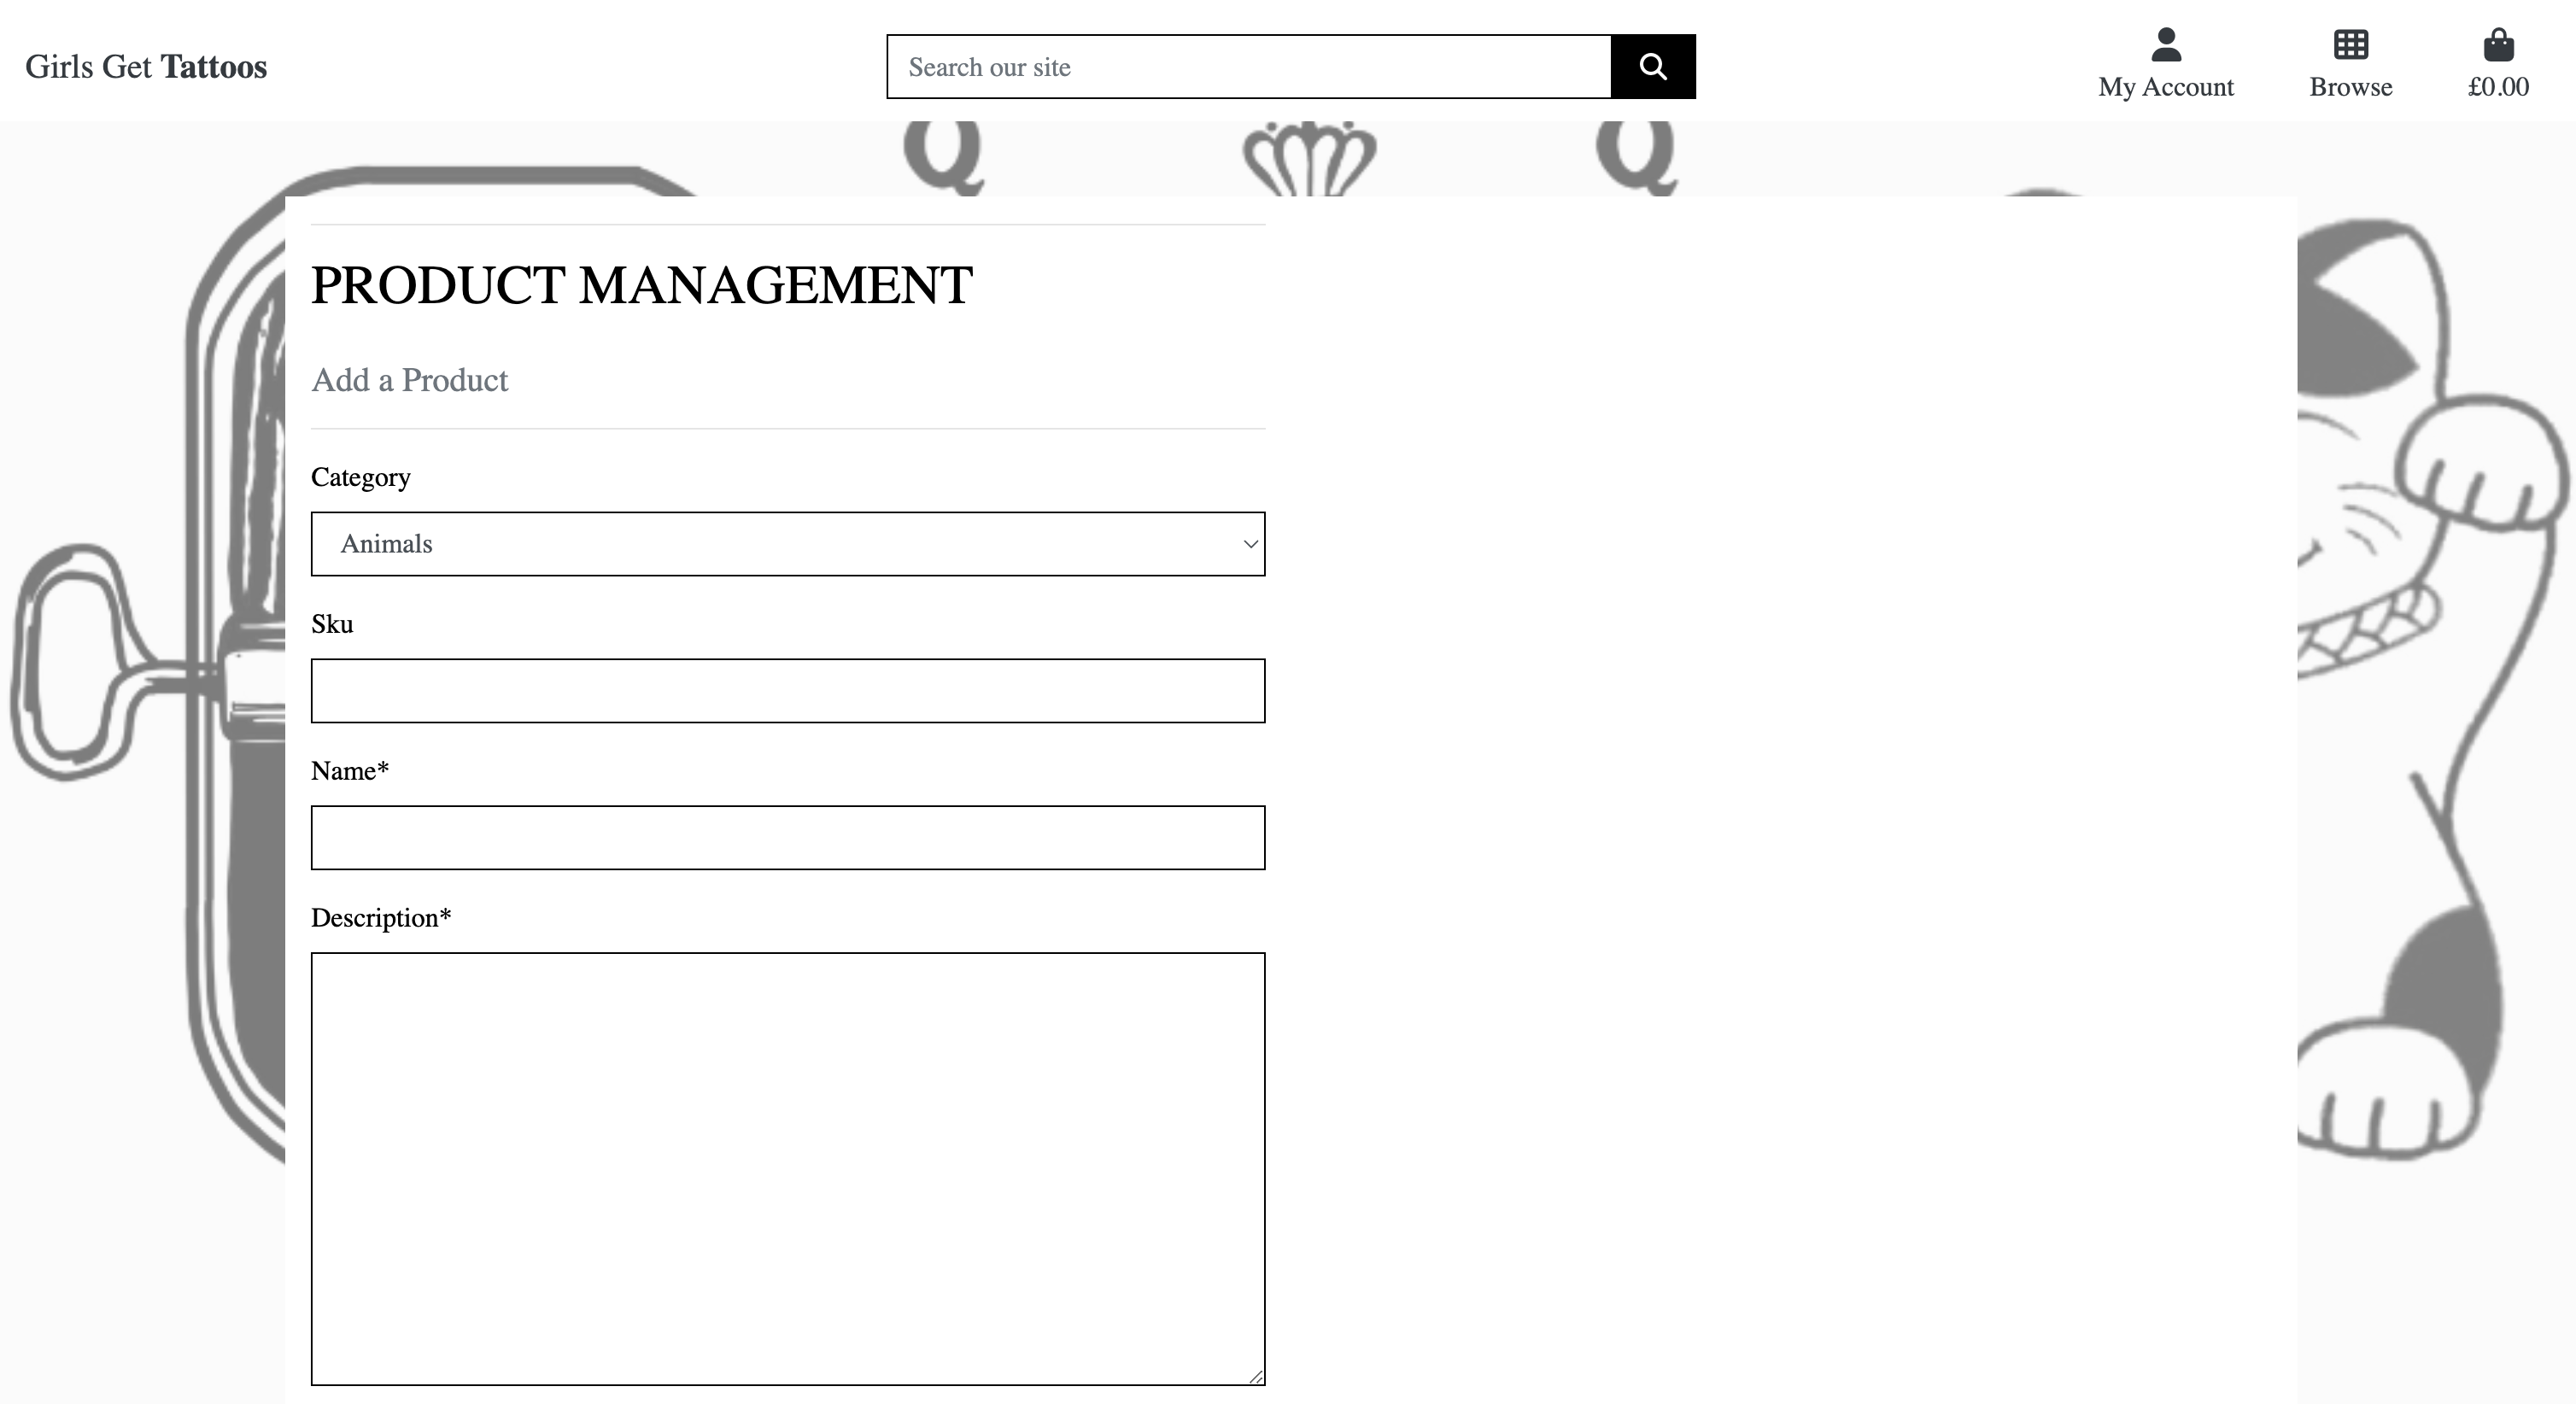 Girls Get Tattoos
Search our site
My Account
Browse
£0.00
Q
Q
PRODUCT MANAGEMENT
Add a Product
Category
Animals
Sku
Name*
Description*